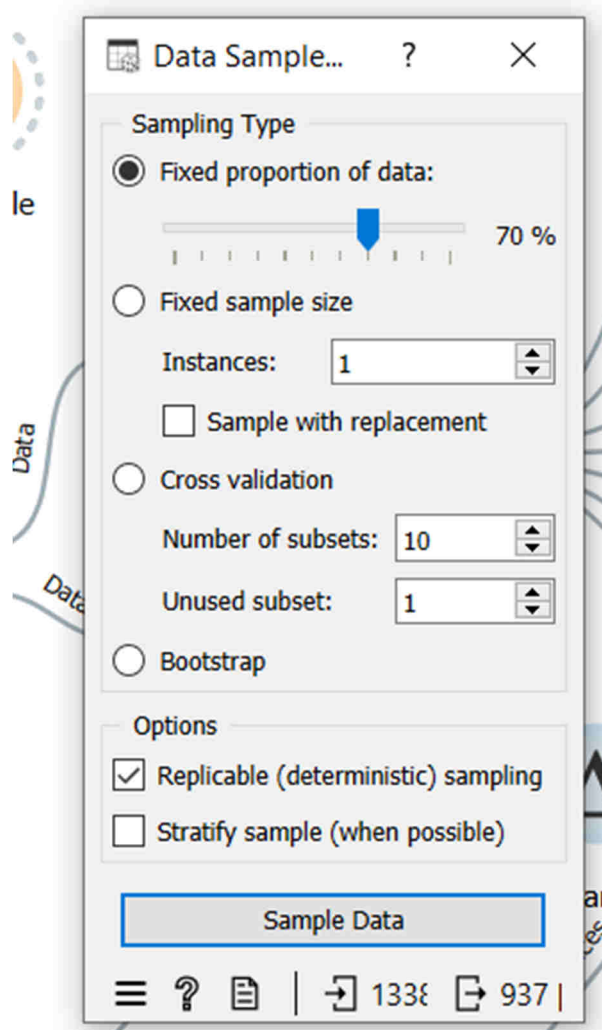 Data Sample... ?
Sampling Type
Fixed proportion of data:
70 %
le
Fixed sample size
Instances: 1
Sample with replacement
Data
Cross validation
Number of subsets: 10
Data
Unused subset: 1
Bootstrap
Options
Replicable (deterministic) sampling
Stratify sample (when possible)
Sample Data
? 1338 937 |